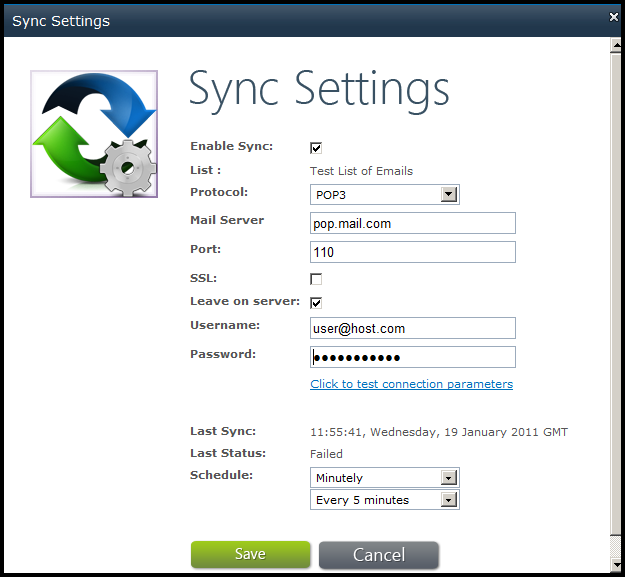 Sync Settings
Sync Settings
Enable Sync:
List : Test List of Emails
Protocol: POP3
Mail Server pop.mail.com
Port: 110
SSL:
Leave on server:
Username: user@host.com
Password: ●●●●●●●●●●●
Click to test connection parameters
Last Sync: 11:55:41, Wednesday, 19 January 2011 GMT
Last Status: Failed
Schedule: Minutely
Every 5 minutes
Save Cancel